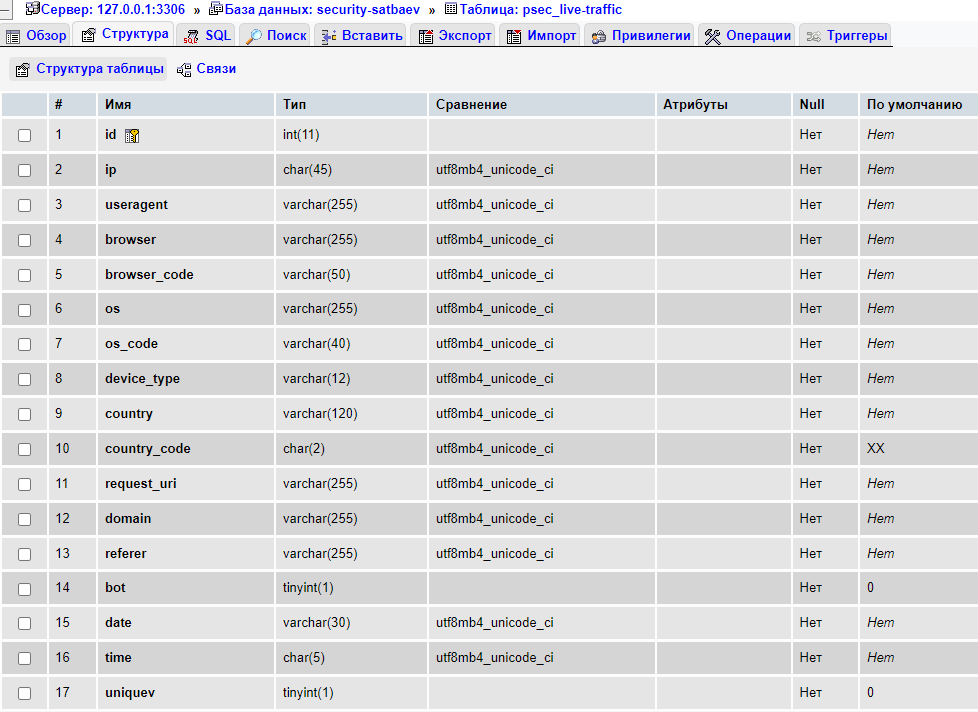 Сервер: 127.0.0.1:3306 » База данных: security-satbaev » Таблица: psec_live-traffic
Обзор Структура SQL Поиск Вставить Экспорт Импорт Привилегии Операции Триггеры
Структура таблицы Связи
# Имя Тип Сравнение Атрибуты Null По умолчанию
1 id int(11) Нет Нет
2 ip char(45) utf8mb4_unicode_ci Нет Нет
3 useragent varchar(255) utf8mb4_unicode_ci Нет Нет
4 browser varchar(255) utf8mb4_unicode_ci Нет Нет
5 browser_code varchar(50) utf8mb4_unicode_ci Нет Нет
6 os varchar(255) utf8mb4_unicode_ci Нет Нет
7 os_code varchar(40) utf8mb4_unicode_ci Нет Нет
8 device_type varchar(12) utf8mb4_unicode_ci Нет Нет
9 country varchar(120) utf8mb4_unicode_ci Нет Нет
10 country_code char(2) utf8mb4_unicode_ci Нет XX
11 request_uri varchar(255) utf8mb4_unicode_ci Нет Нет
12 domain varchar(255) utf8mb4_unicode_ci Нет Нет
13 referer varchar(255) utf8mb4_unicode_ci Нет Нет
14 bot tinyint(1) Нет 0
15 date varchar(30) utf8mb4_unicode_ci Нет Нет
16 time char(5) utf8mb4_unicode_ci Нет Нет
17 uniquev tinyint(1) Нет 0